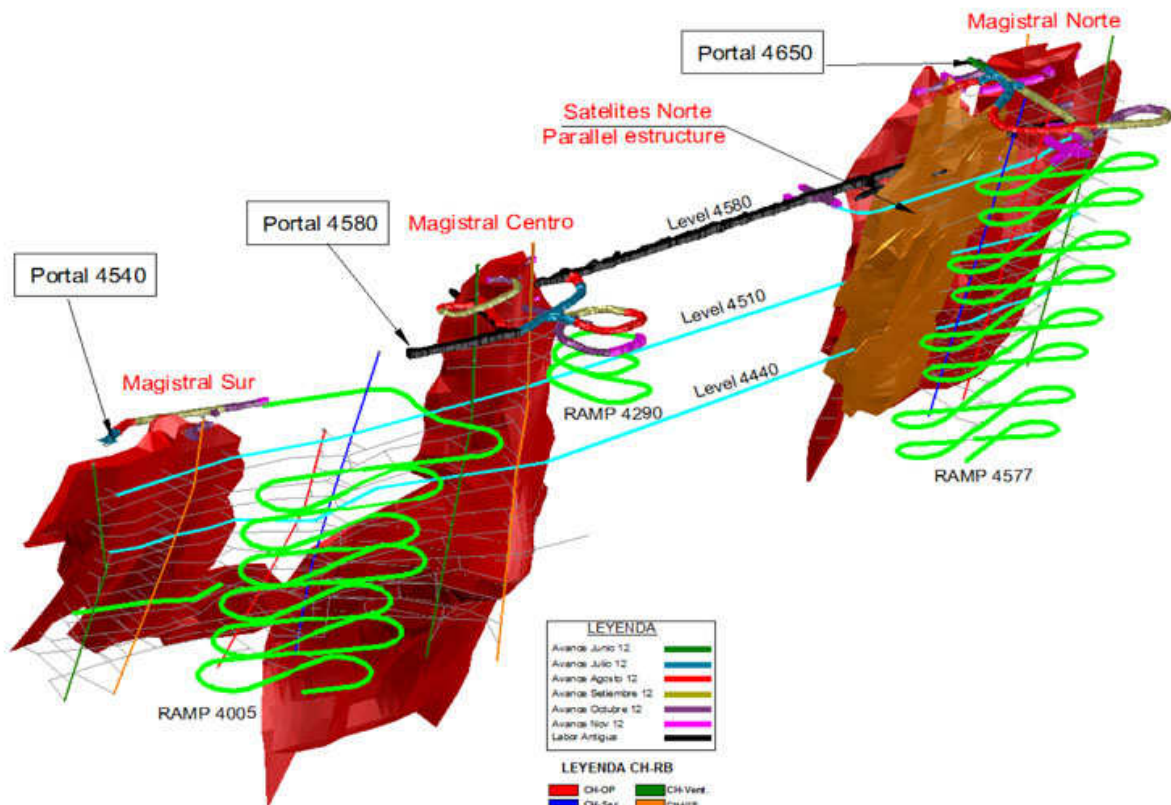 Magistral Norte
Portal 4650
Satelites Norte
Parallel estructure
Level 4580
Portal 4580
Magistral Centro
Portal 4540
Level 4510
Magistral Sur
Level 4440
RAMP 4290
RAMP 4577
RAMP 4005
LEYENDA
Avance Junio 12
Avance Julio 12
Avance Agosto 12
Avance Setiembre 12
Avance Octubre 12
Avance Nov 12
Labor Antigua
LEYENDA CH-RB
CH-OP
CH-Vent.